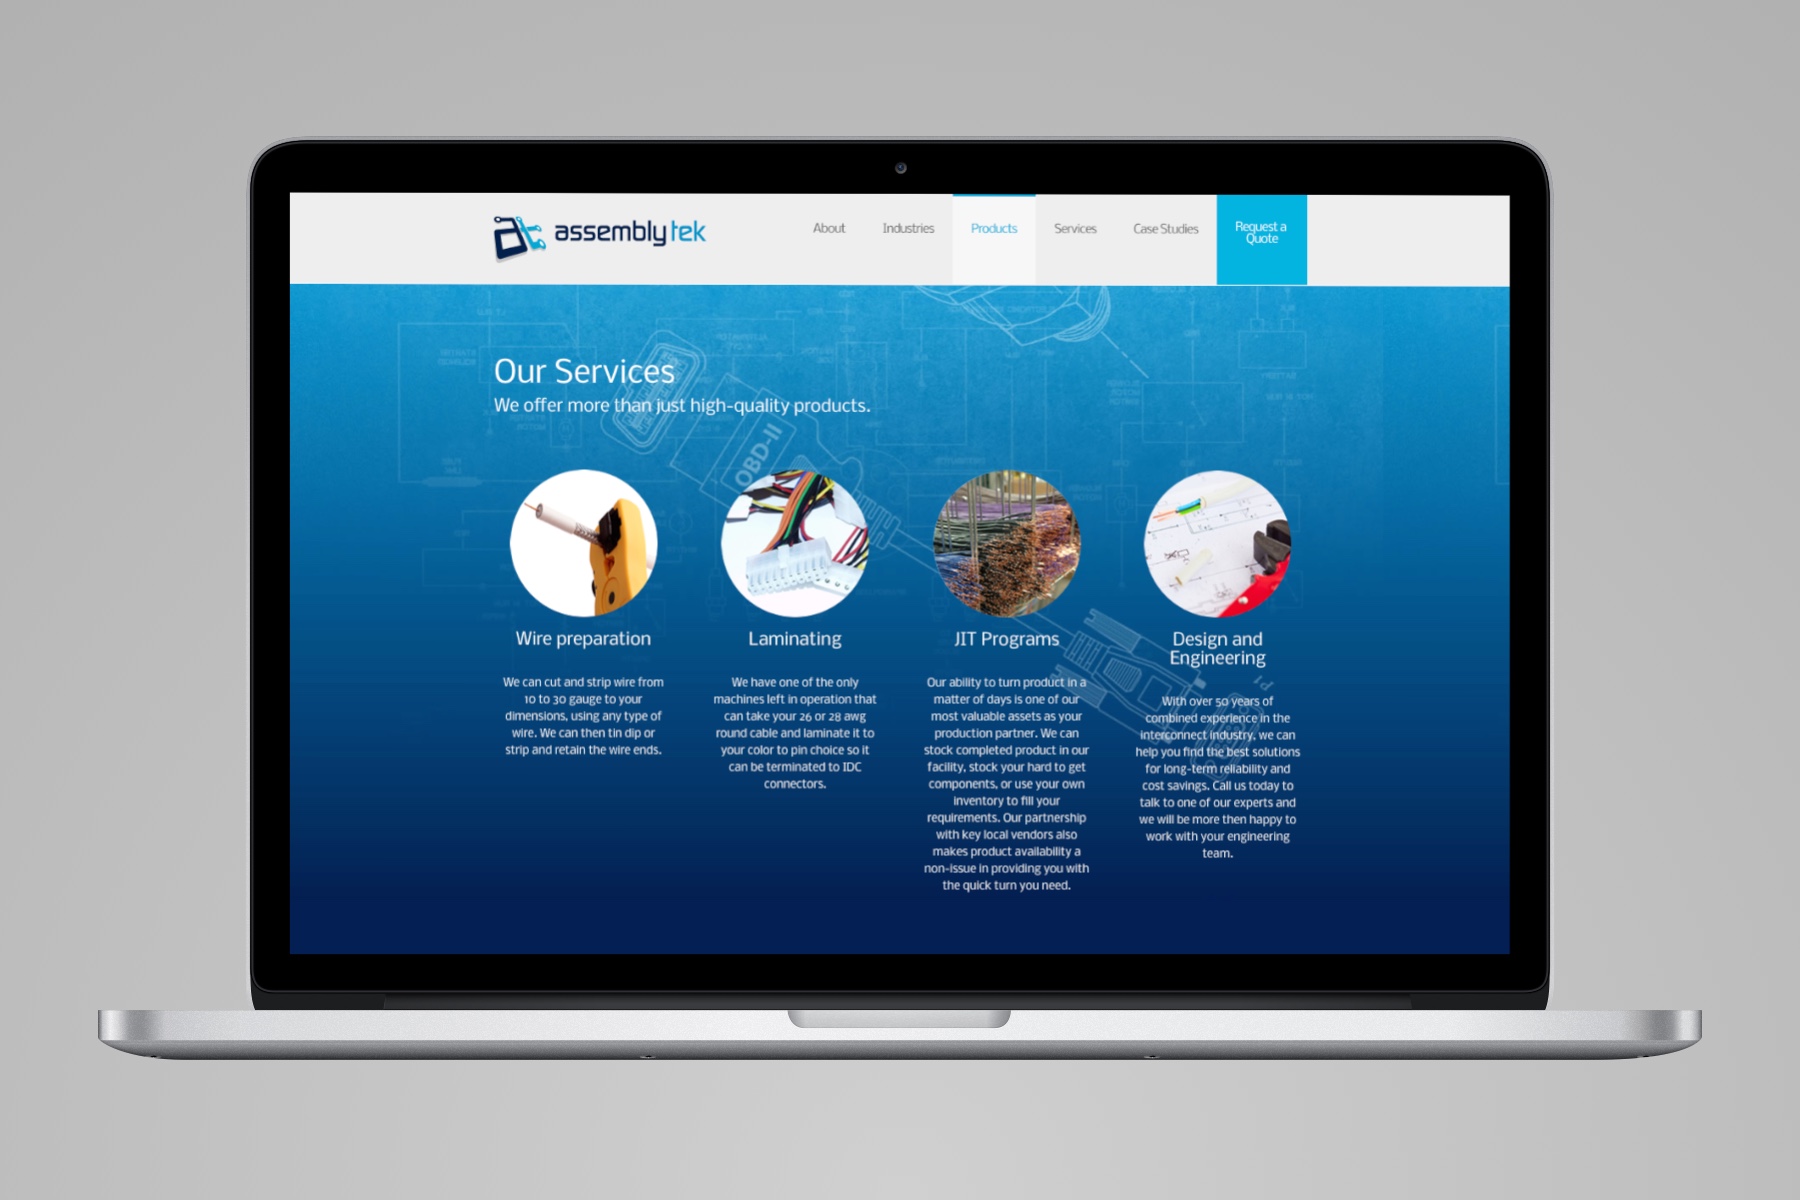 assembly tek
About
Industries
Products
Services
Case Studies
Request a
Quote
Our Services
We offer more than just high-quality products.
OBD-II
Wire preparation
We can cut and strip wire from
10 to 30 gauge to your
dimensions, using any type of
wire. We can then tin dip or
strip and retain the wire ends.
Laminating
We have one of the only
machines left in operation that
can take your 26 or 28 awg
round cable and laminate it to
your color to pin choice so it
can be terminated to IDC
connectors.
JIT Programs
Our ability to turn product in a
matter of days is one of our
most valuable assets as your
production partner. We can
stock completed product in our
facility, stock your hard to get
components, or use your own
inventory to fill your
requirements. Our partnership
with key local vendors also
makes product availability a
non-issue in providing you with
the quick turn you need.
Design and
Engineering
With over 50 years of
combined experience in the
interconnect industry, we can
help you find the best solutions
for long-term reliability and
cost savings. Call us today to
talk to one of our experts and
we will be more then happy to
work with your engineering
team.